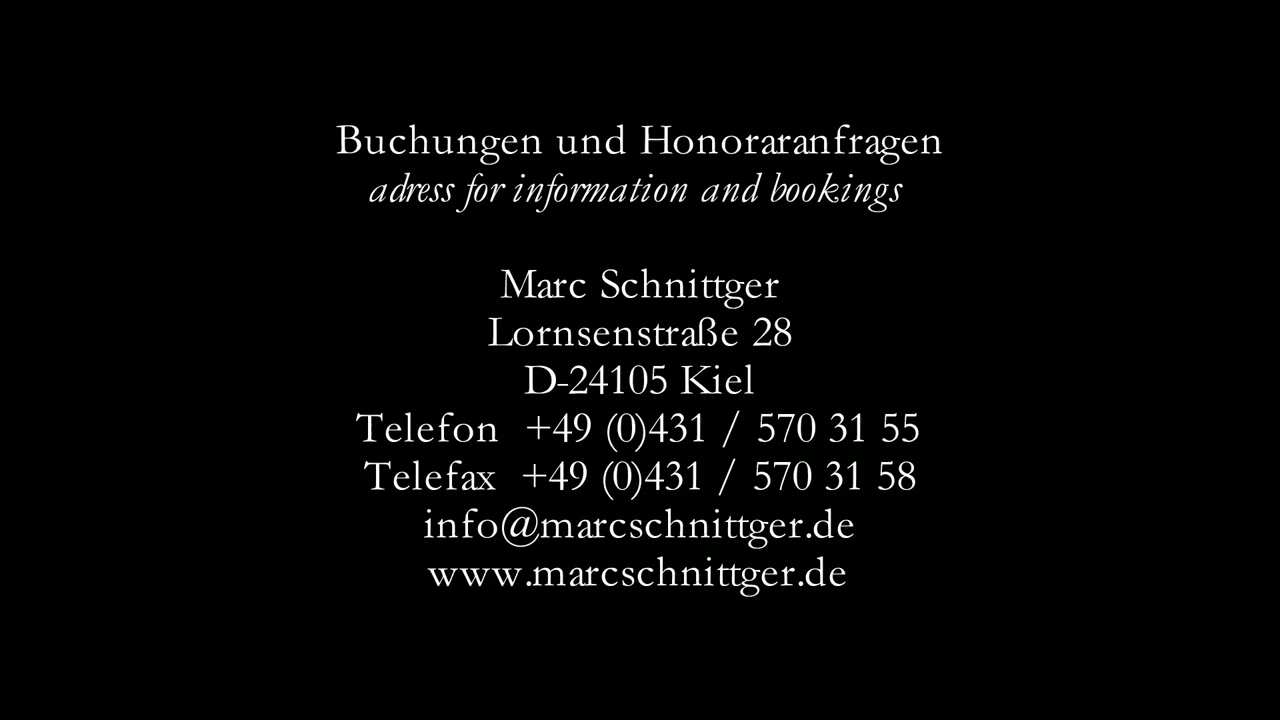 Buchungen und Honoraranfragen
adress for information and bookings
Marc Schnittger
Lornsenstraße 28
D-24105 Kiel
Telefon +49 (0)431 / 570 31 55
Telefax +49 (0)431 / 570 31 58
info@marcschnittger.de
www.marcschnittger.de